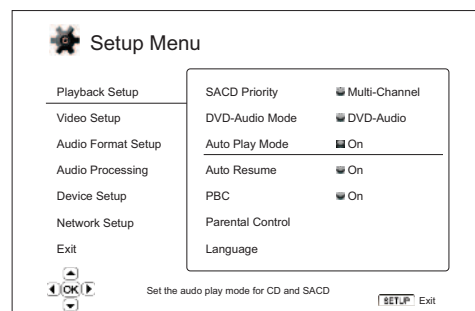 Setup Menu
Playback Setup
Video Setup
Audio Format Setup
Audio Processing
Device Setup
Network Setup
Exit
SACD Priority Multi-Channel
DVD-Audio Mode DVD-Audio
Auto Play Mode On
Auto Resume On
PBC On
Parental Control
Language
OK
Set the audo play mode for CD and SACD
SETUP Exit